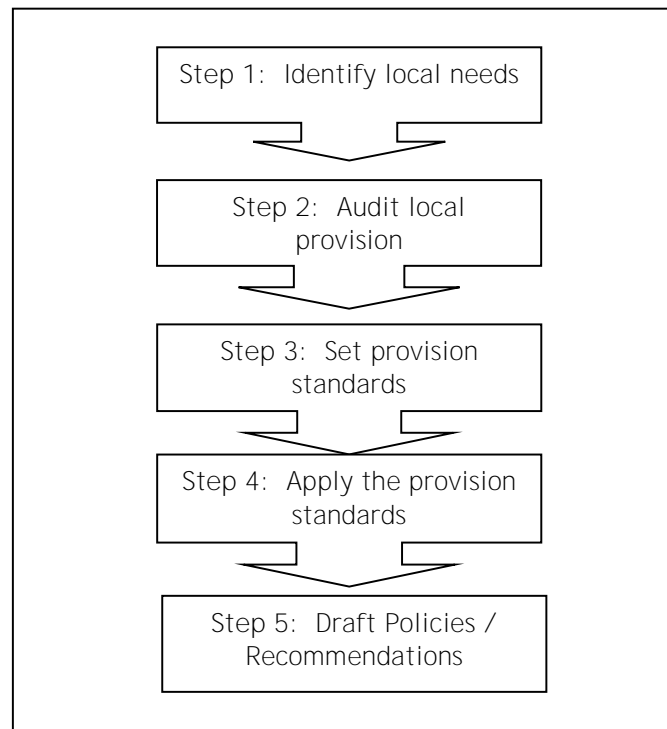 Step 1: Identify local needs
Step 2: Audit local
provision
Step 3: Set provision
standards
Step 4: Apply the provision
standards
Step 5: Draft Policies /
Recommendations